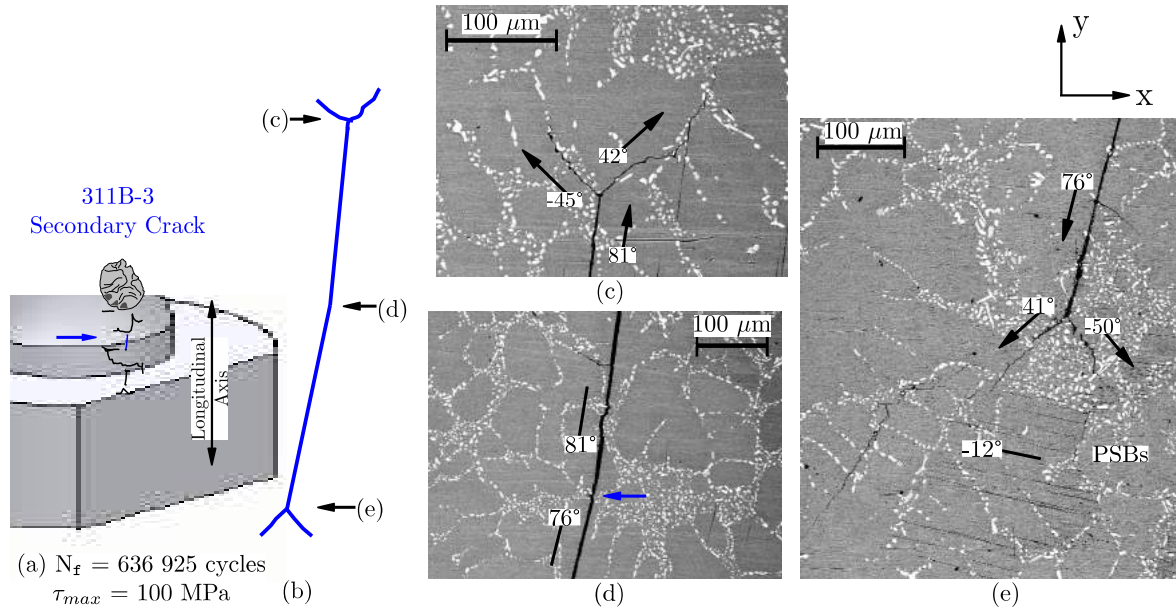 311B-3
Secondary Crack
Longitudinal
Axis
(a) N_f = 636 925 cycles
τ_max = 100 MPa
(c)
(d)
(e)
(b)
100 μm
42°
-45°
81°
(c)
100 μm
81°
76°
(d)
y
x
100 μm
76°
41°
-50°
-12°
PSBs
(e)